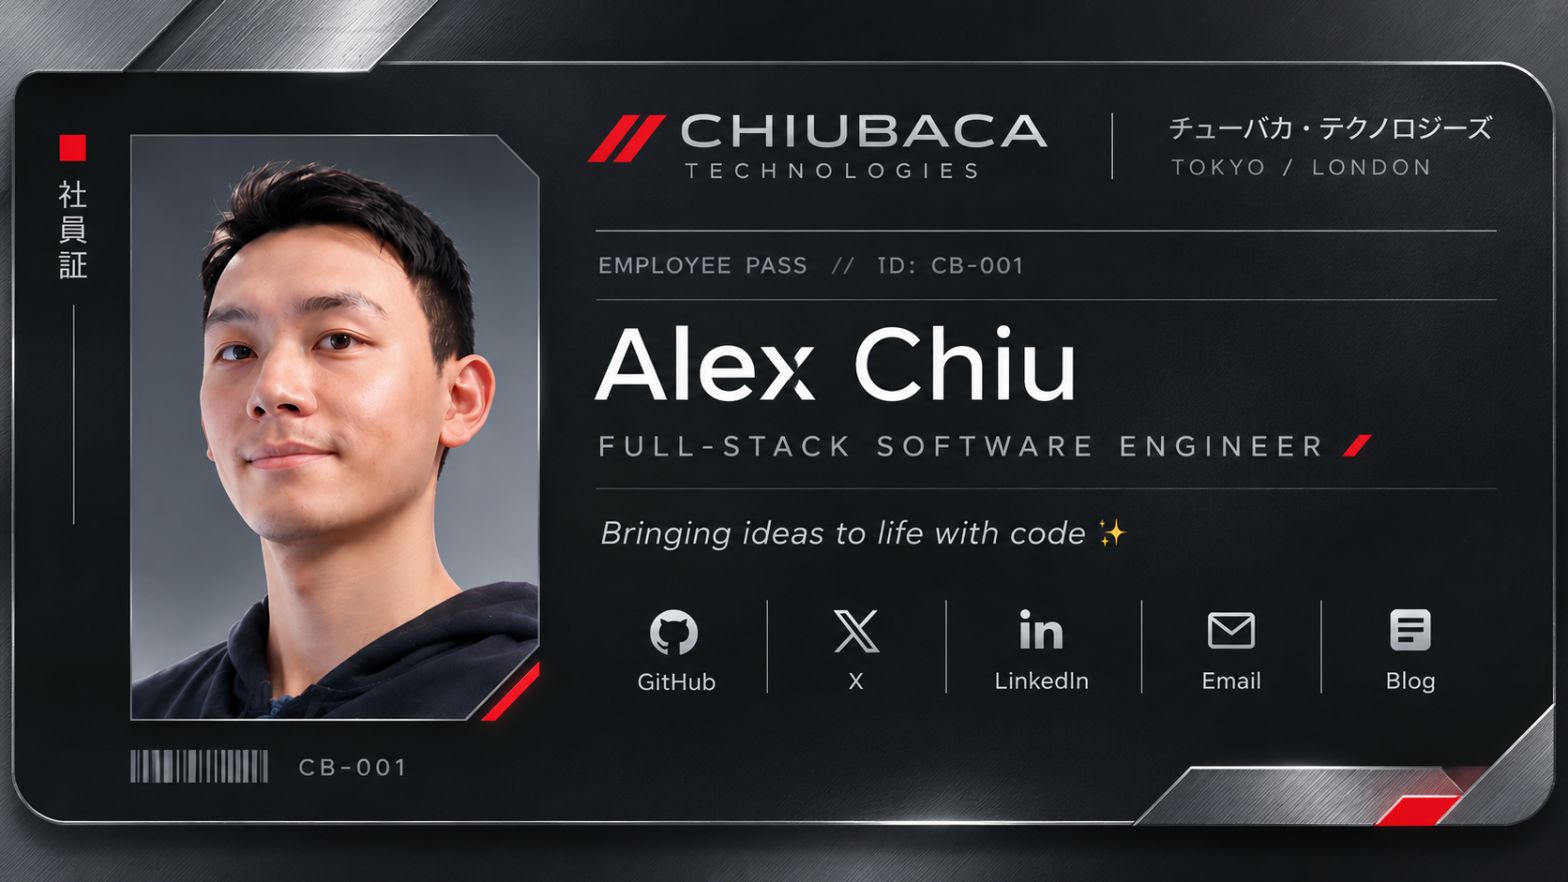 社員証
CHIUBACA
TECHNOLOGIES
チューバカ・テクノロジーズ
TOKYO / LONDON
EMPLOYEE PASS // ID: CB-001
Alex Chiu
FULL-STACK SOFTWARE ENGINEER
Bringing ideas to life with code ✨
GitHub
X
LinkedIn
Email
Blog
CB-001